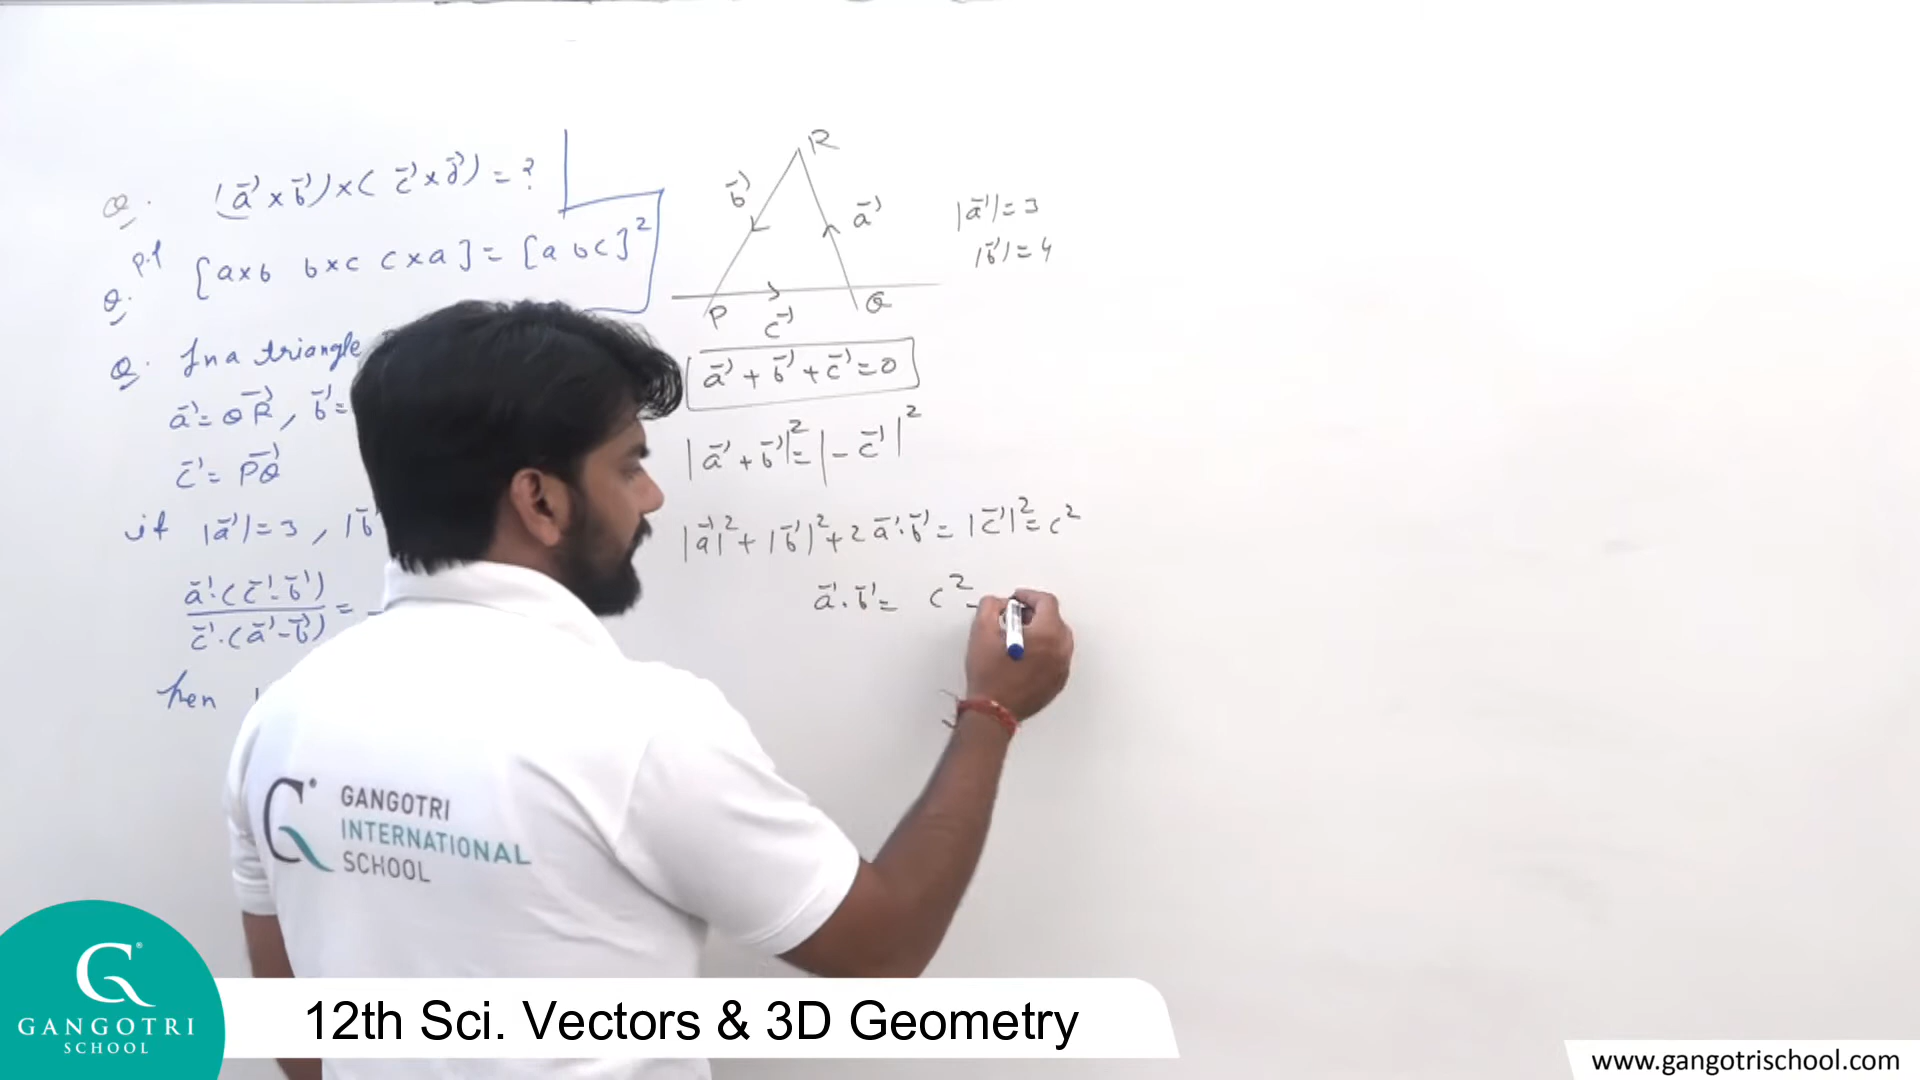 Q. (a⃗ × b⃗) × (c⃗ × d⃗) = ?
Q. P.T [a×b b×c c×a] = [a b c]²
Q. In a triangle
a⃗ = QR⃗, b⃗ =
c⃗ = PQ⃗
if |a⃗| = 3, |b⃗
a⃗·(c⃗·b⃗)
c⃗·(a⃗-b⃗) =
then
R
b⃗
a⃗
P
Q
c⃗
|a⃗| = 3
|b⃗| = 4
a⃗ + b⃗ + c⃗ = 0
|a⃗ + b⃗|² = |-c⃗|²
|a⃗|² + |b⃗|² + 2 a⃗·b⃗ = |c⃗|² = c²
a⃗·b⃗ = c² -
GANGOTRI
INTERNATIONAL
SCHOOL
GANGOTRI
SCHOOL
12th Sci. Vectors & 3D Geometry
www.gangotrischool.com